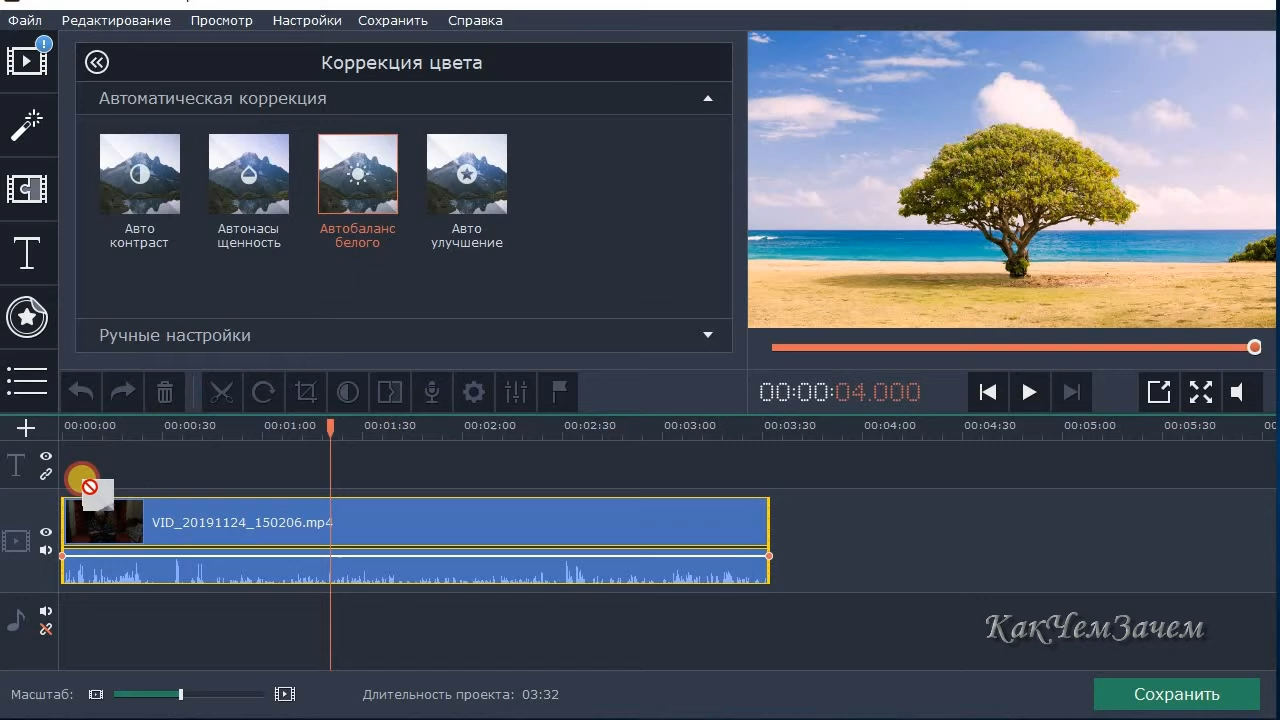 Файл Редактирование Просмотр Настройки Сохранить Справка
!
Коррекция цвета
Автоматическая коррекция
Авто
контраст
Автонасы
щенность
Автобаланс
белого
Авто
улучшение
Ручные настройки
00:00:04.000
00:00:00 00:00:30 00:01:00 00:01:30 00:02:00 00:02:30 00:03:00 00:03:30 00:04:00 00:04:30 00:05:00 00:05:30 00
T
VID_20191124_150206.mp4
КакЧемЗачем
Масштаб: Длительность проекта: 03:32
Сохранить